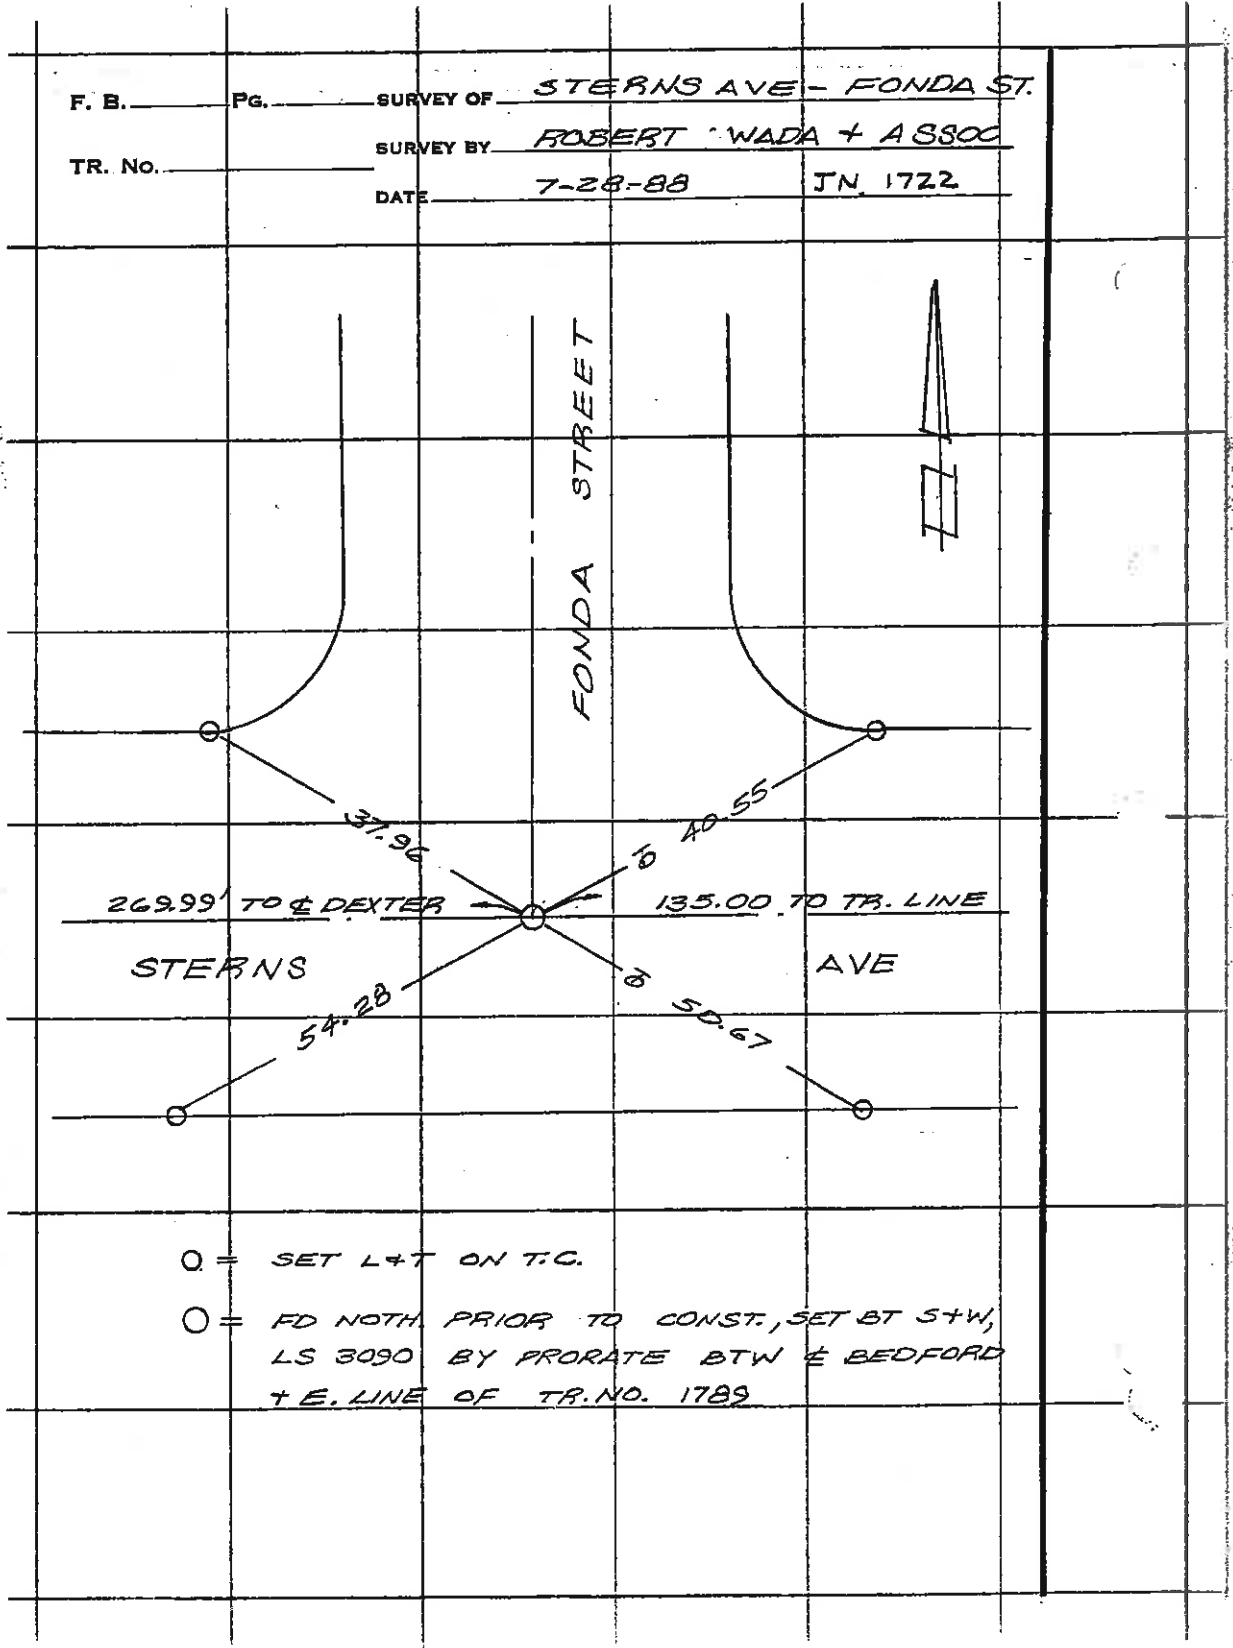 F. B. PG. SURVEY OF STERNS AVE - FONDA ST.
SURVEY BY ROBERT WADA + ASSOC
TR. No.
DATE 7-28-88 JN. 1722
FONDA STREET
N
37.96
40.55
269.99' TO ℄ DEXTER
135.00 TO TR. LINE
STERNS AVE
54.28
50.67
O = SET L&T ON T.C.
O = FD NOTH. PRIOR TO CONST., SET BT S+W,
LS 3090 BY PRORATE BTW ℄ BEDFORD
+ E. LINE OF TR. NO. 1789